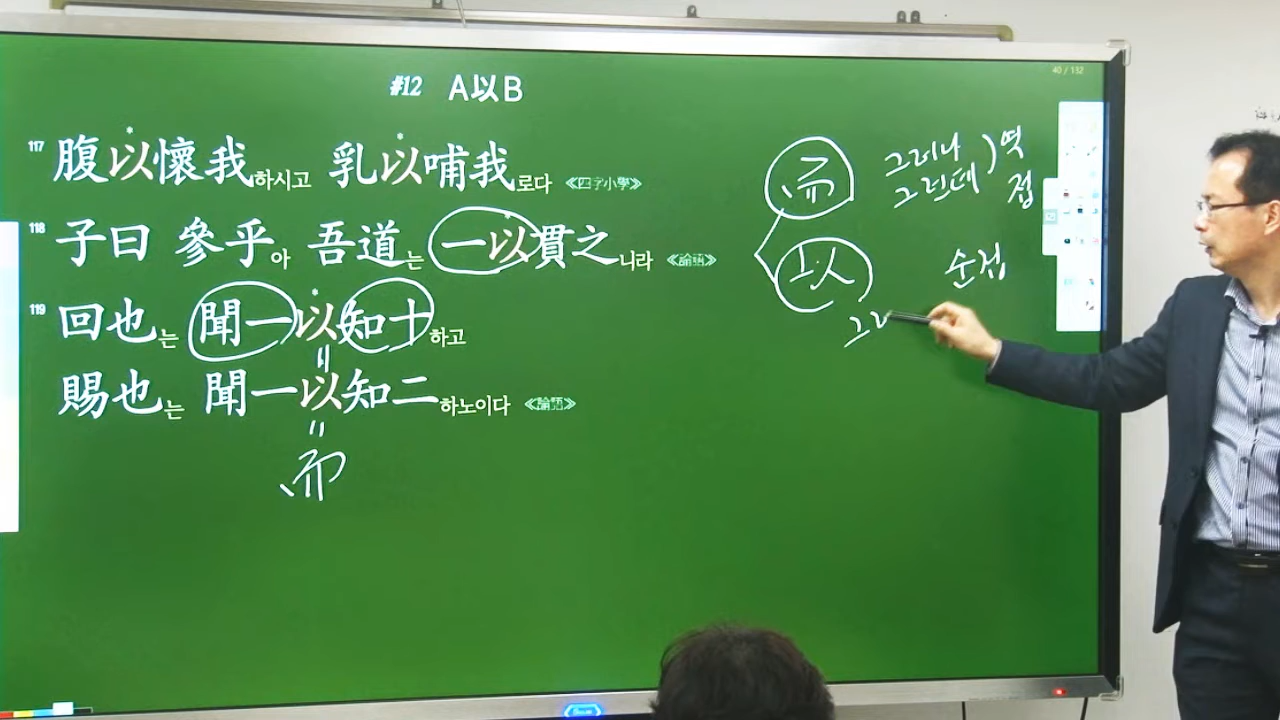 40 / 132
#12 A以B
117 腹以懷我하시고 乳以哺我로다 《四字小學》
118 子曰 參乎아 吾道는 一以貫之니라 《論語》
119 回也는 聞一以知十하고
賜也는 聞一以知二하노이다 《論語》
而
而 그러나 역
그런데 접
以 순접